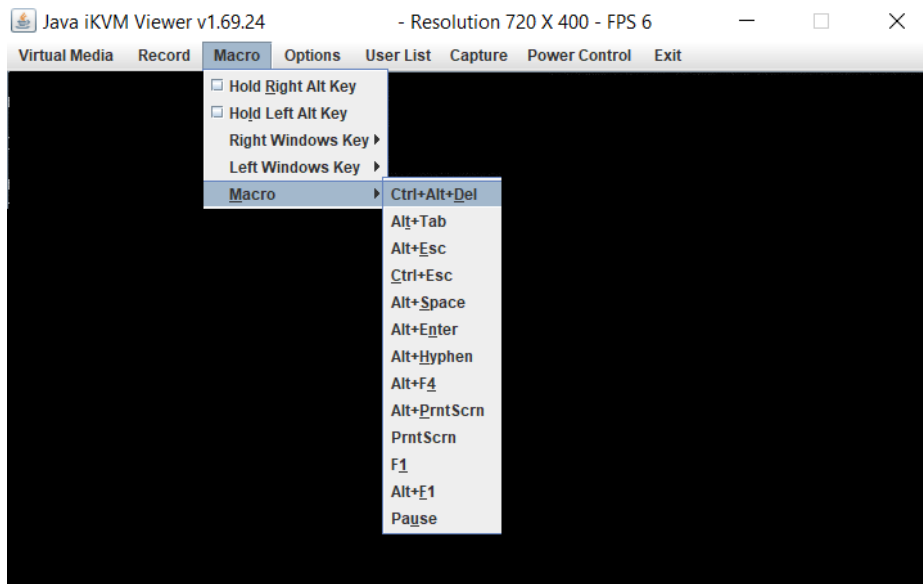 Java iKVM Viewer v1.69.24 - Resolution 720 X 400 - FPS 6
Virtual Media Record Macro Options User List Capture Power Control Exit
Hold Right Alt Key
Hold Left Alt Key
Right Windows Key
Left Windows Key
Macro
Ctrl+Alt+Del
Alt+Tab
Alt+Esc
Ctrl+Esc
Alt+Space
Alt+Enter
Alt+Hyphen
Alt+F4
Alt+PrntScrn
PrntScrn
F1
Alt+F1
Pause